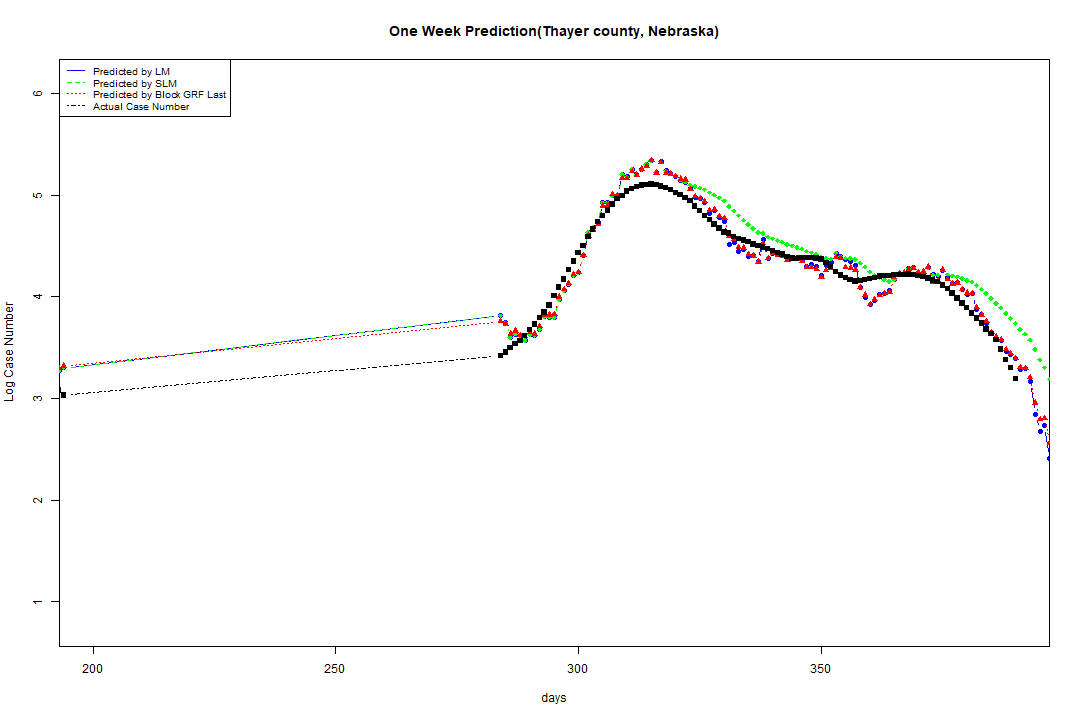 One Week Prediction(Thayer county, Nebraska)
Predicted by LM
Predicted by SLM
Predicted by Block GRF Last
Actual Case Number
6
5
4
3
2
1
Log Case Number
200
250
300
350
days